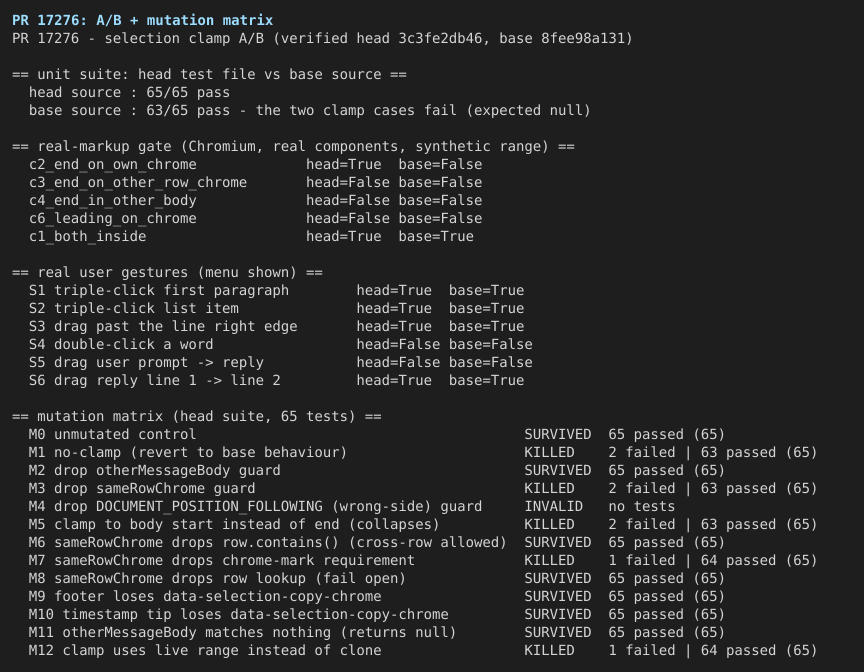 PR 17276: A/B + mutation matrix
PR 17276 - selection clamp A/B (verified head 3c3fe2db46, base 8fee98a131)

== unit suite: head test file vs base source ==
  head source : 65/65 pass
  base source : 63/65 pass - the two clamp cases fail (expected null)

== real-markup gate (Chromium, real components, synthetic range) ==
  c2_end_on_own_chrome             head=True  base=False
  c3_end_on_other_row_chrome       head=False base=False
  c4_end_in_other_body             head=False base=False
  c6_leading_on_chrome             head=False base=False
  c1_both_inside                   head=True  base=True

== real user gestures (menu shown) ==
  S1 triple-click first paragraph        head=True  base=True
  S2 triple-click list item              head=True  base=True
  S3 drag past the line right edge       head=True  base=True
  S4 double-click a word                 head=False base=False
  S5 drag user prompt -> reply           head=False base=False
  S6 drag reply line 1 -> line 2         head=True  base=True

== mutation matrix (head suite, 65 tests) ==
  M0 unmutated control                                       SURVIVED  65 passed (65)
  M1 no-clamp (revert to base behaviour)                     KILLED    2 failed | 63 passed (65)
  M2 drop otherMessageBody guard                             SURVIVED  65 passed (65)
  M3 drop sameRowChrome guard                                KILLED    2 failed | 63 passed (65)
  M4 drop DOCUMENT_POSITION_FOLLOWING (wrong-side) guard     INVALID   no tests
  M5 clamp to body start instead of end (collapses)          KILLED    2 failed | 63 passed (65)
  M6 sameRowChrome drops row.contains() (cross-row allowed)  SURVIVED  65 passed (65)
  M7 sameRowChrome drops chrome-mark requirement             KILLED    1 failed | 64 passed (65)
  M8 sameRowChrome drops row lookup (fail open)              SURVIVED  65 passed (65)
  M9 footer loses data-selection-copy-chrome                 SURVIVED  65 passed (65)
  M10 timestamp tip loses data-selection-copy-chrome         SURVIVED  65 passed (65)
  M11 otherMessageBody matches nothing (returns null)        SURVIVED  65 passed (65)
  M12 clamp uses live range instead of clone                 KILLED    1 failed | 64 passed (65)